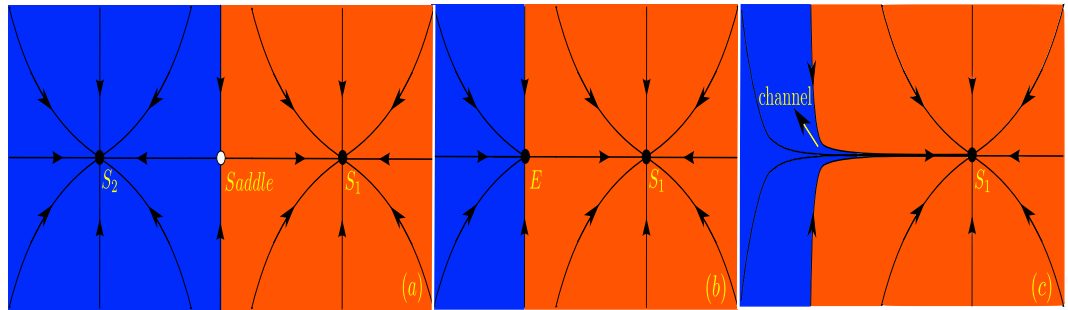 S₂
Saddle
S₁
(a)
E
S₁
(b)
channel
S₁
(c)